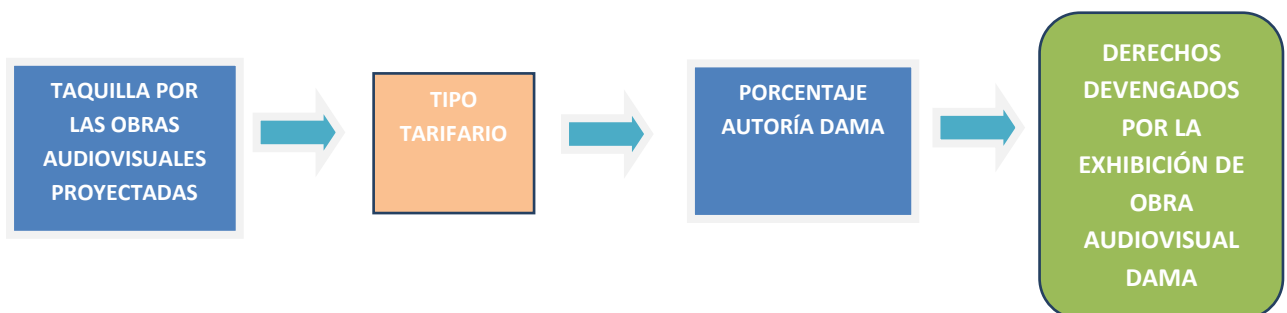 TAQUILLA POR
LAS OBRAS
AUDIOVISUALES
PROYECTADAS
TIPO
TARIFARIO
PORCENTAJE
AUTORÍA DAMA
DERECHOS
DEVENGADOS
POR LA
EXHIBICIÓN DE
OBRA
AUDIOVISUAL
DAMA